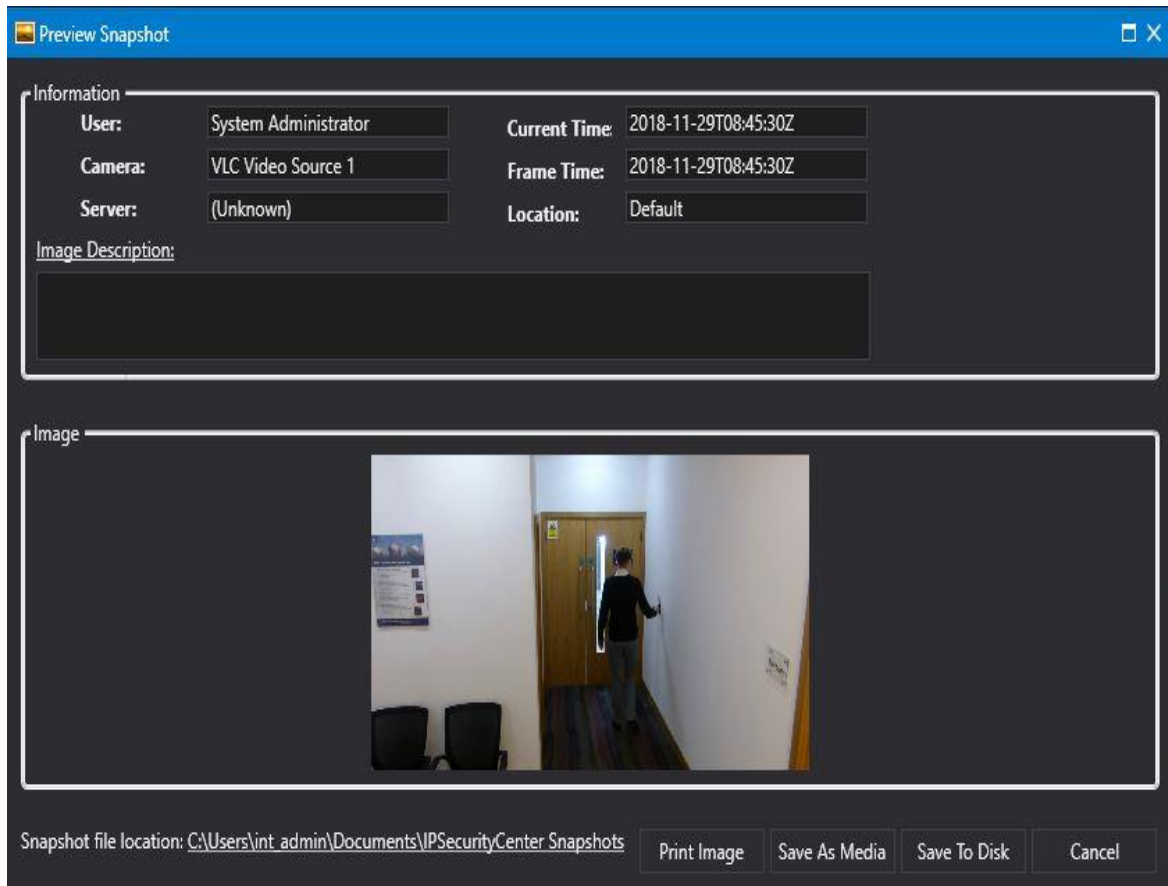 Preview Snapshot
Information
User: System Administrator Current Time: 2018-11-29T08:45:30Z
Camera: VLC Video Source 1 Frame Time: 2018-11-29T08:45:30Z
Server: (Unknown) Location: Default
Image Description:
Image
Snapshot file location: C:\Users\int_admin\Documents\IPSecurityCenter Snapshots Print Image Save As Media Save To Disk Cancel